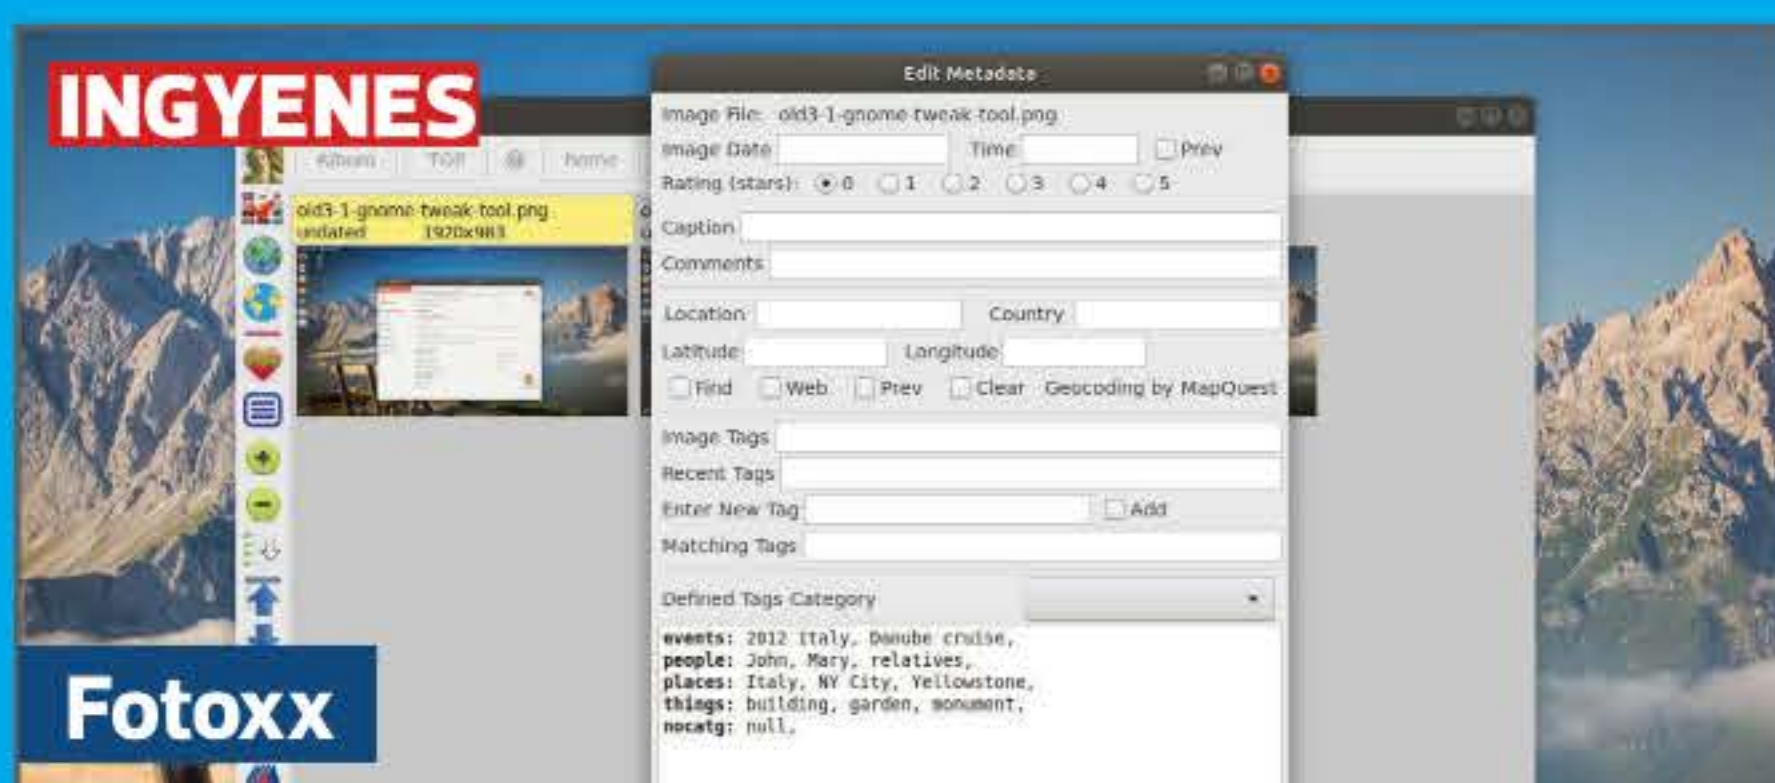 INGYENES
Edit Metadata
Image File: old3-1-gnome-tweak-tool.png
Image Date Time Prev
Rating (stars): 0 1 2 3 4 5
Caption
Comments
Location Country
Latitude Longitude
Find Web Prev Clear Geocoding by MapQuest
Image Tags
Recent Tags
Enter New Tag Add
Matching Tags
Defined Tags Category
events: 2012 Italy, Danube cruise,
people: John, Mary, relatives,
places: Italy, NY City, Yellowstone,
things: building, garden, monument,
nocatg: null,
Album TOP @ home
old3-1-gnome-tweak-tool.png
undated 1920x983
Fotoxx